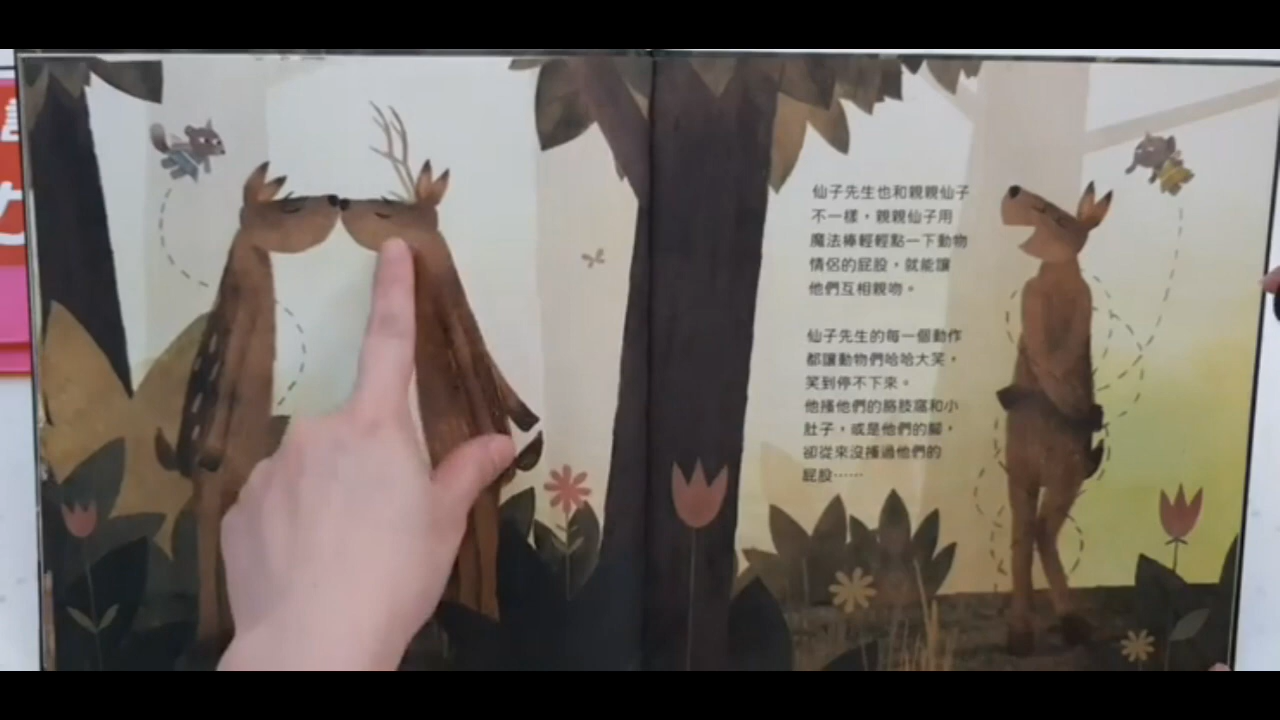 仙子先生也和親親仙子
不一樣，親親仙子用
魔法棒輕輕點一下動物
情侶的屁股，就能讓
他們互相親吻。
仙子先生的每一個動作
都讓動物們哈哈大笑，
笑到停不下來。
他搔他們的胳肢窩和小
肚子，或是他們的腳，
卻從來沒搔過他們的
屁股……